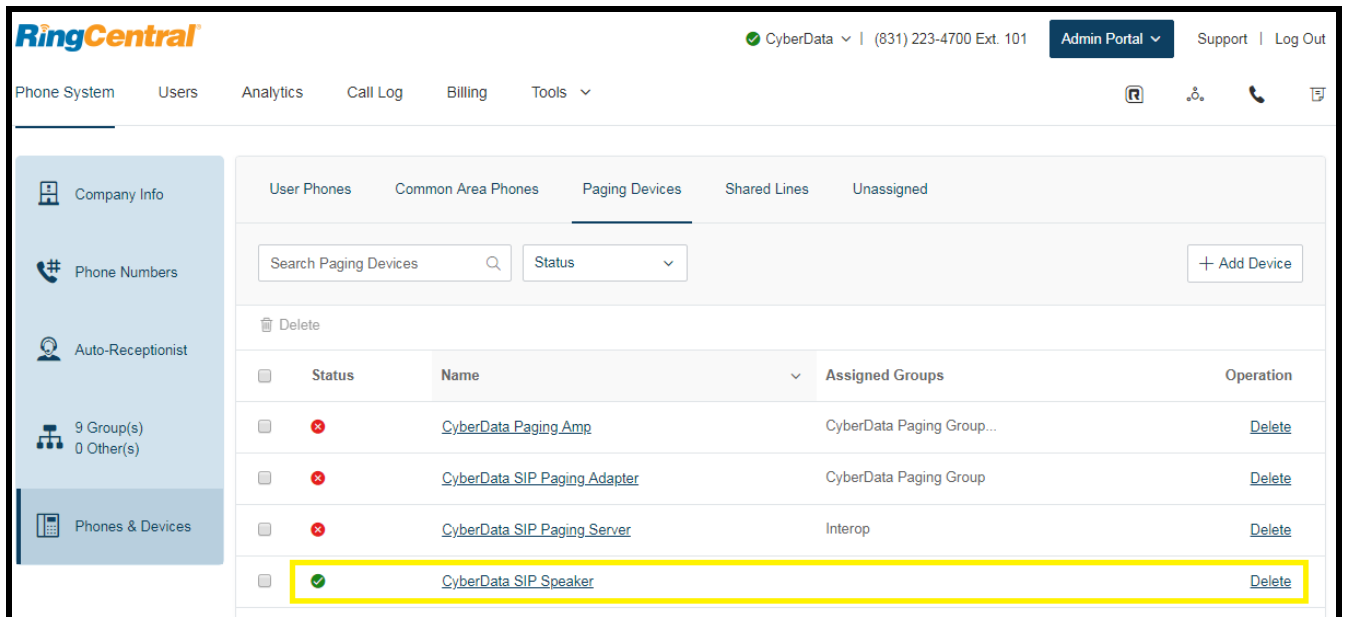 RingCentral®
CyberData | (831) 223-4700 Ext. 101 Admin Portal Support | Log Out
Phone System Users Analytics Call Log Billing Tools
Company Info
Phone Numbers
Auto-Receptionist
9 Group(s)
0 Other(s)
Phones & Devices
User Phones Common Area Phones Paging Devices Shared Lines Unassigned
Search Paging Devices Status + Add Device
Delete
Status Name Assigned Groups Operation
CyberData Paging Amp CyberData Paging Group... Delete
CyberData SIP Paging Adapter CyberData Paging Group Delete
CyberData SIP Paging Server Interop Delete
CyberData SIP Speaker Delete